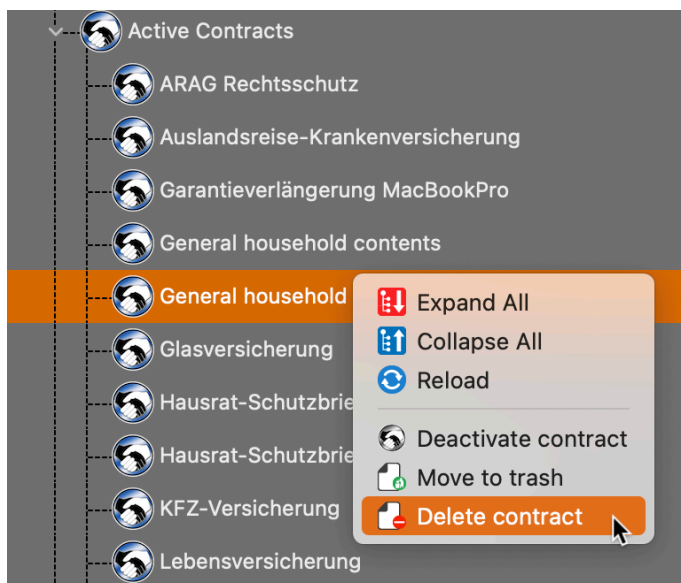 Active Contracts
ARAG Rechtsschutz
Auslandsreise-Krankenversicherung
Garantieverlängerung MacBookPro
General household contents
General household
Glasversicherung
Hausrat-Schutzbrie
Hausrat-Schutzbrie
KFZ-Versicherung
Lebensversicherung
Expand All
Collapse All
Reload
Deactivate contract
Move to trash
Delete contract